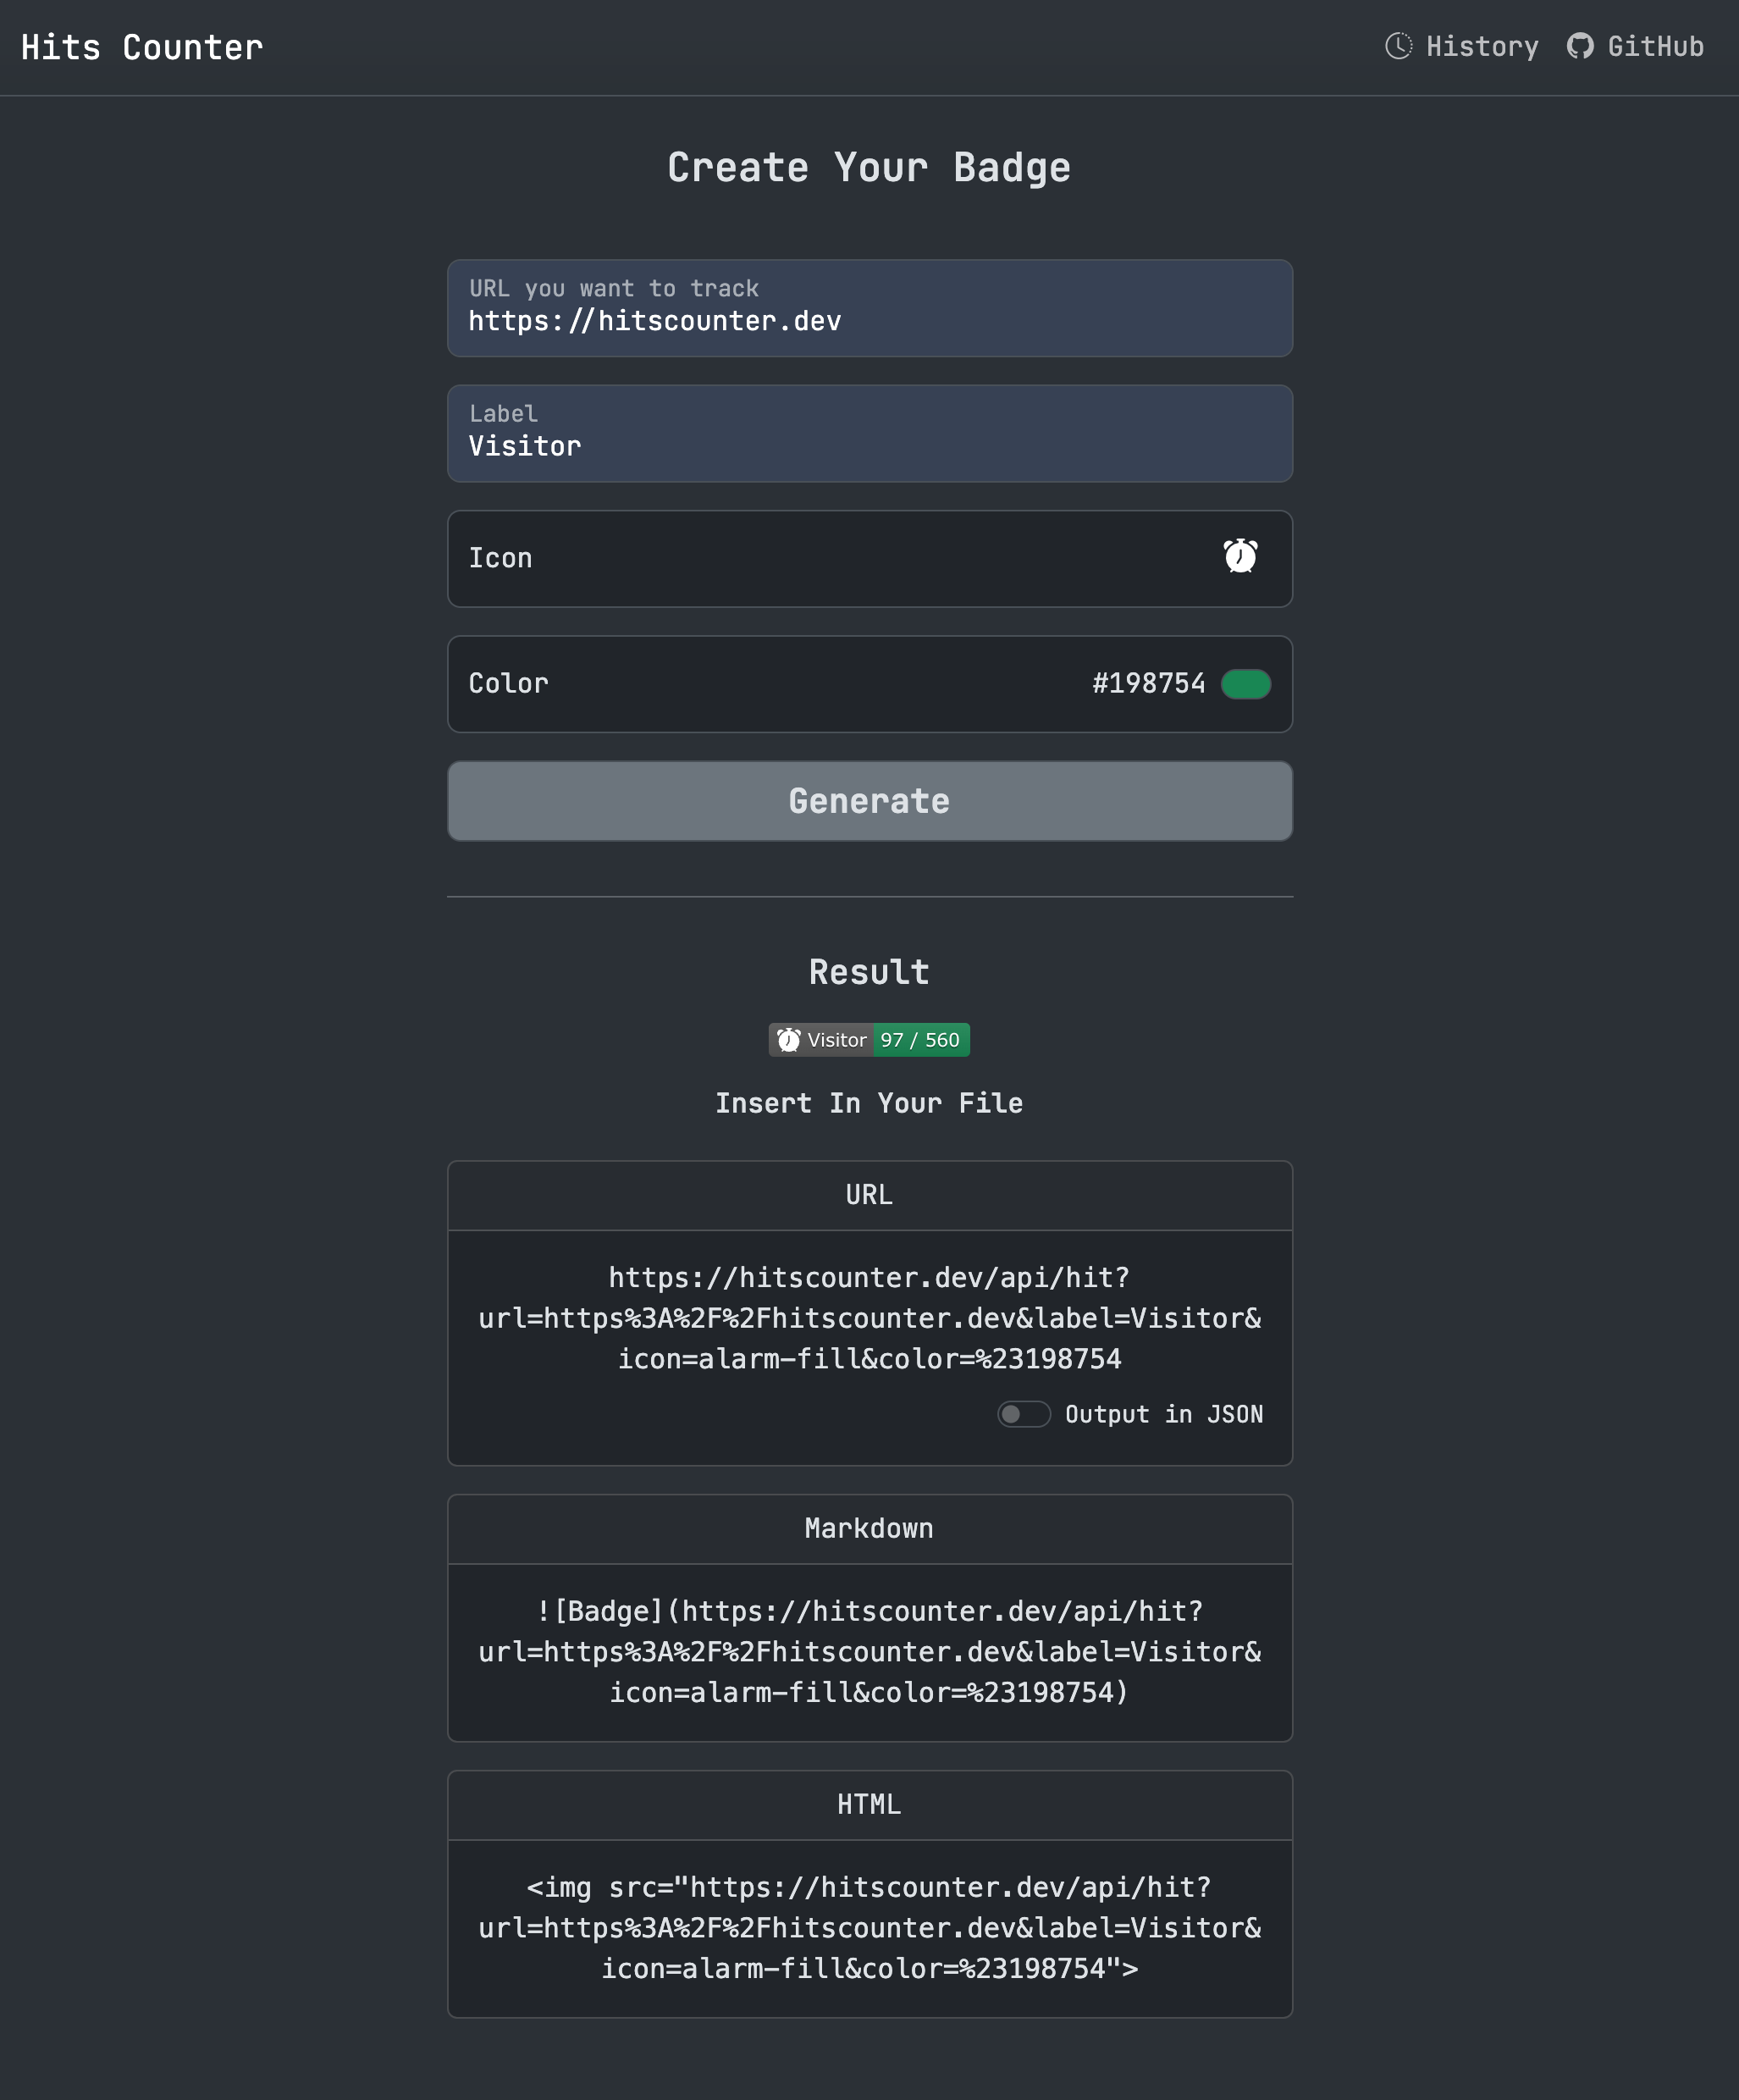 Hits Counter
History
GitHub
Create Your Badge
URL you want to track
https://hitscounter.dev
Label
Visitor
Icon
Color
#198754
Generate
Result
Visitor 97 / 560
Insert In Your File
URL
https://hitscounter.dev/api/hit?
url=https%3A%2F%2Fhitscounter.dev&label=Visitor&
icon=alarm-fill&color=%23198754
Output in JSON
Markdown
![Badge](https://hitscounter.dev/api/hit?
url=https%3A%2F%2Fhitscounter.dev&label=Visitor&
icon=alarm-fill&color=%23198754)
HTML
<img src="https://hitscounter.dev/api/hit?
url=https%3A%2F%2Fhitscounter.dev&label=Visitor&
icon=alarm-fill&color=%23198754">